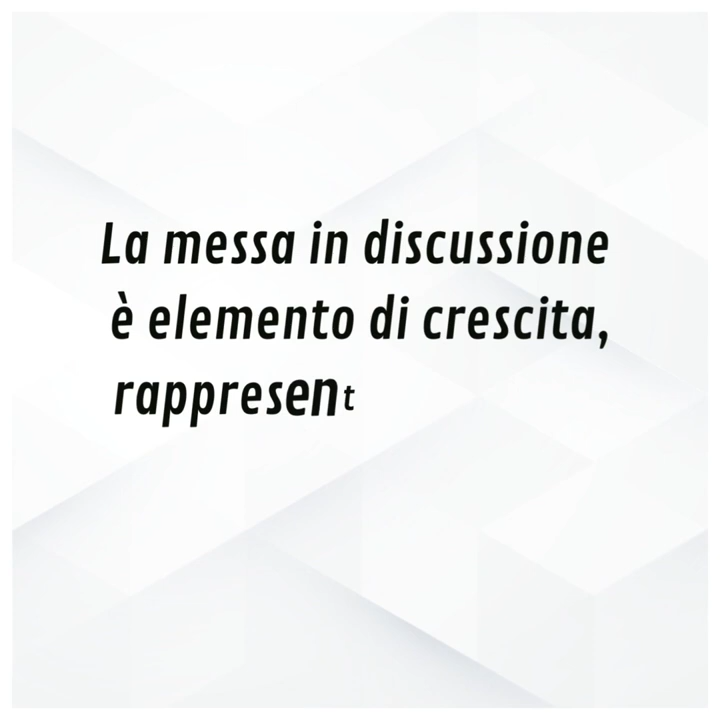 La messa in discussione
è elemento di crescita,
rappresent